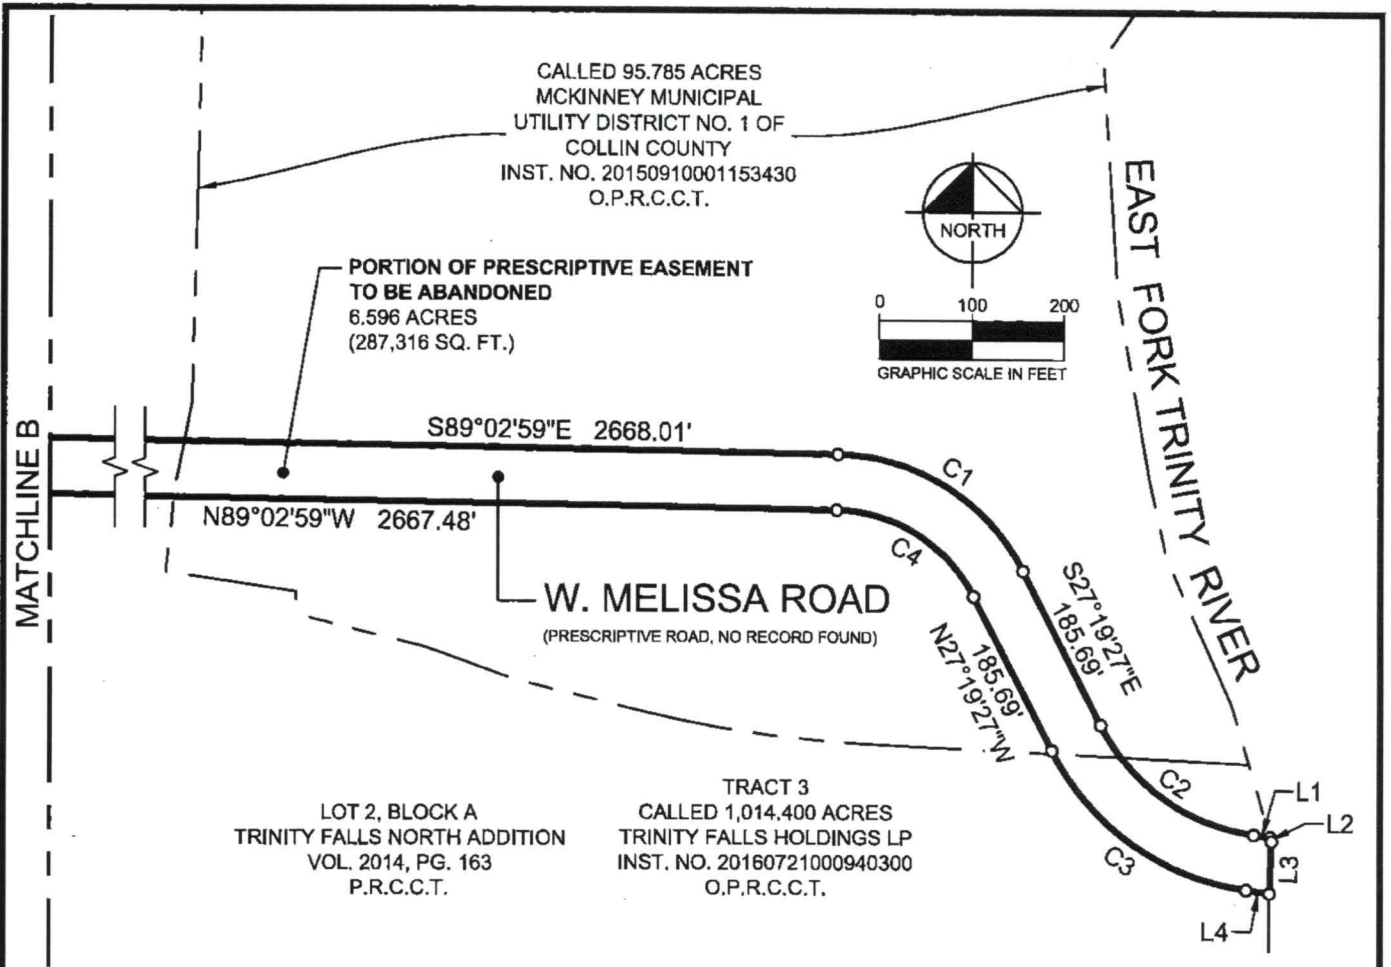 CALLED 95.785 ACRES
MCKINNEY MUNICIPAL
UTILITY DISTRICT NO. 1 OF
COLLIN COUNTY
INST. NO. 20150910001153430
O.P.R.C.C.T.
NORTH
0 100 200
GRAPHIC SCALE IN FEET
EAST FORK TRINITY RIVER
PORTION OF PRESCRIPTIVE EASEMENT
TO BE ABANDONED
6.596 ACRES
(287,316 SQ. FT.)
MATCHLINE B
S89°02'59"E 2668.01'
N89°02'59"W 2667.48'
C1
C4
W. MELISSA ROAD
(PRESCRIPTIVE ROAD, NO RECORD FOUND)
S27°19'27"E
185.69'
185.69'
N27°19'27"W
C2
C3
L1
L2
L3
L4
LOT 2, BLOCK A
TRINITY FALLS NORTH ADDITION
VOL. 2014, PG. 163
P.R.C.C.T.
TRACT 3
CALLED 1,014.400 ACRES
TRINITY FALLS HOLDINGS LP
INST. NO. 20160721000940300
O.P.R.C.C.T.